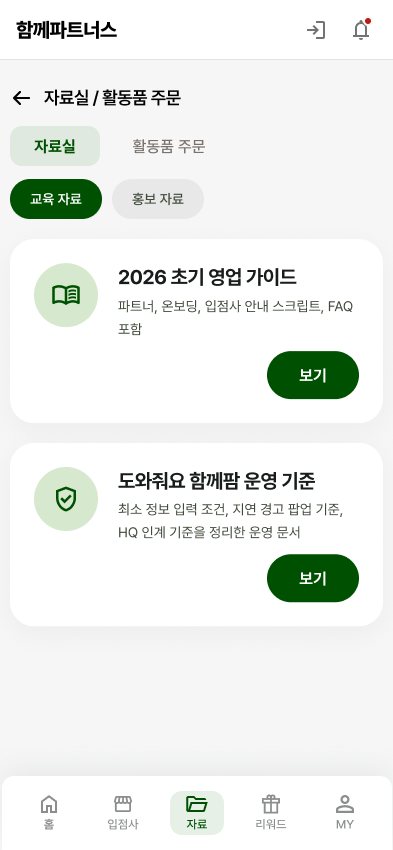 함께파트너스
자료실 / 활동품 주문
자료실
활동품 주문
교육 자료
홍보 자료
2026 초기 영업 가이드
파트너, 온보딩, 입점사 안내 스크립트, FAQ
포함
보기
도와줘요 함께팜 운영 기준
최소 정보 입력 조건, 지연 경고 팝업 기준,
HQ 인계 기준을 정리한 운영 문서
보기
홈
입점사
자료
리워드
MY